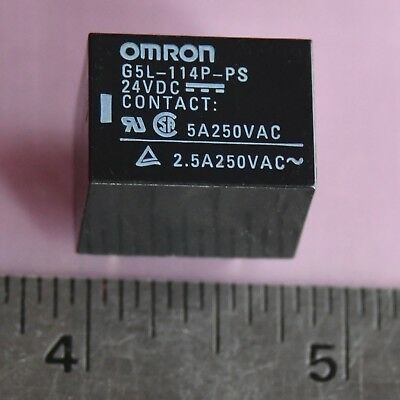 OMRON
G5L-114P-PS
24VDC
CONTACT:
5A250VAC
2.5A250VAC~
4 5